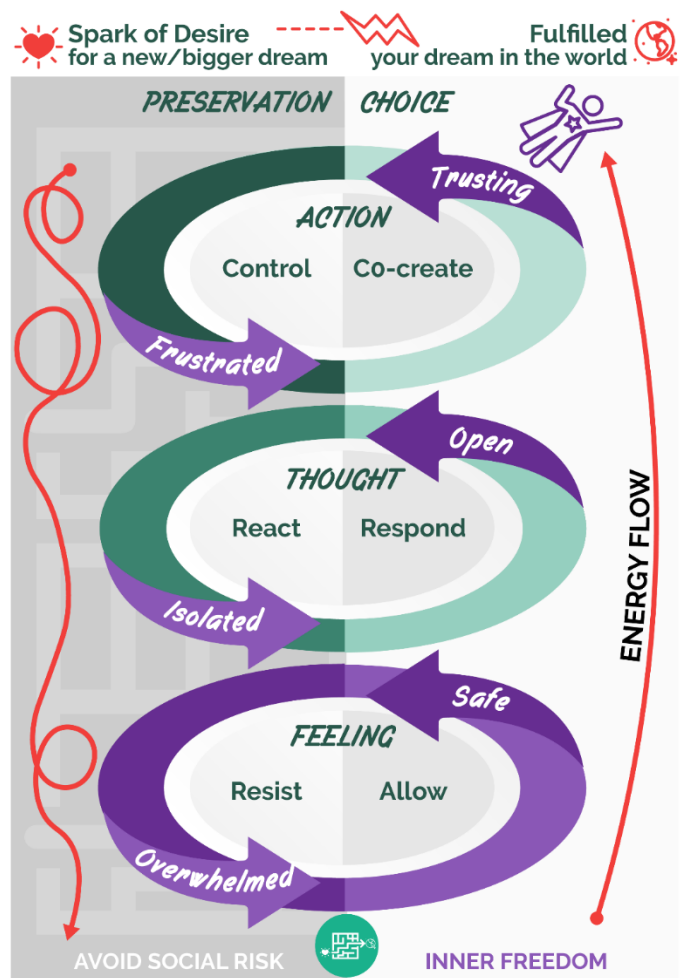 Spark of Desire
for a new/bigger dream
Fulfilled
your dream in the world
PRESERVATION
CHOICE
Trusting
ACTION
Control
C0-create
Frustrated
Open
THOUGHT
React
Respond
Isolated
Safe
FEELING
Resist
Allow
Overwhelmed
ENERGY FLOW
AVOID SOCIAL RISK
INNER FREEDOM